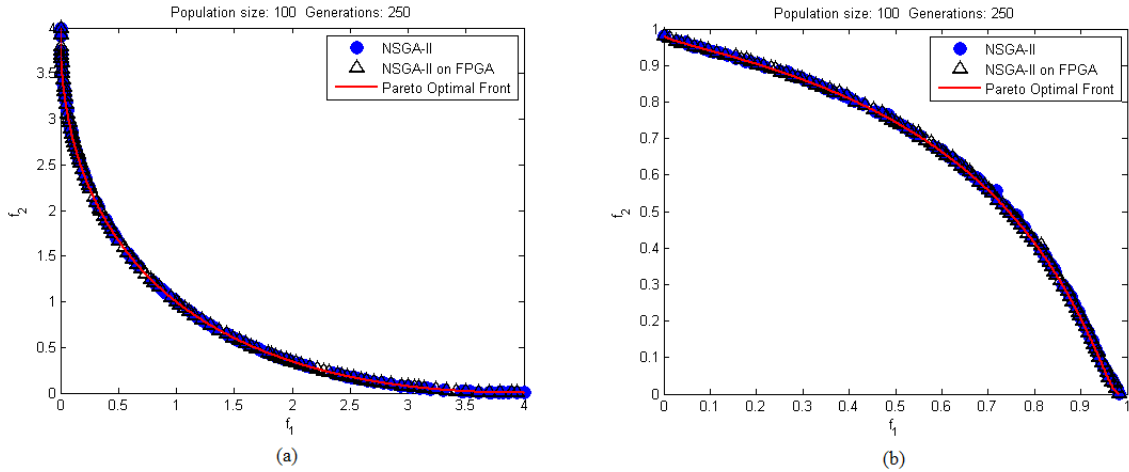 Population size: 100 Generations: 250
4
3.5
3
2.5
2
1.5
1
0.5
0
f2
0 0.5 1 1.5 2 2.5 3 3.5 4
f1
NSGA-II
NSGA-II on FPGA
Pareto Optimal Front
(a)
Population size: 100 Generations: 250
1
0.9
0.8
0.7
0.6
0.5
0.4
0.3
0.2
0.1
0
f2
0 0.1 0.2 0.3 0.4 0.5 0.6 0.7 0.8 0.9 1
f1
NSGA-II
NSGA-II on FPGA
Pareto Optimal Front
(b)